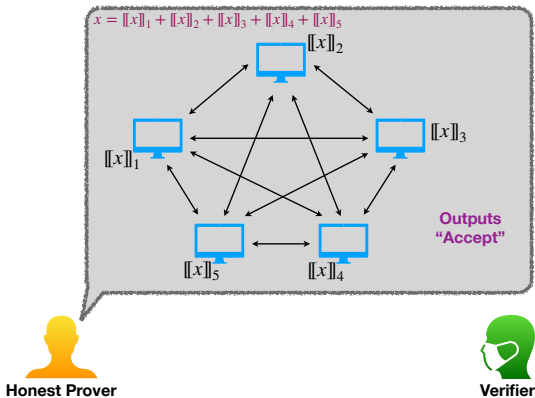 x = ⟦x⟧₁ + ⟦x⟧₂ + ⟦x⟧₃ + ⟦x⟧₄ + ⟦x⟧₅
⟦x⟧₂
⟦x⟧₁
⟦x⟧₃
⟦x⟧₅
⟦x⟧₄
Outputs
“Accept”
Honest Prover
Verifier